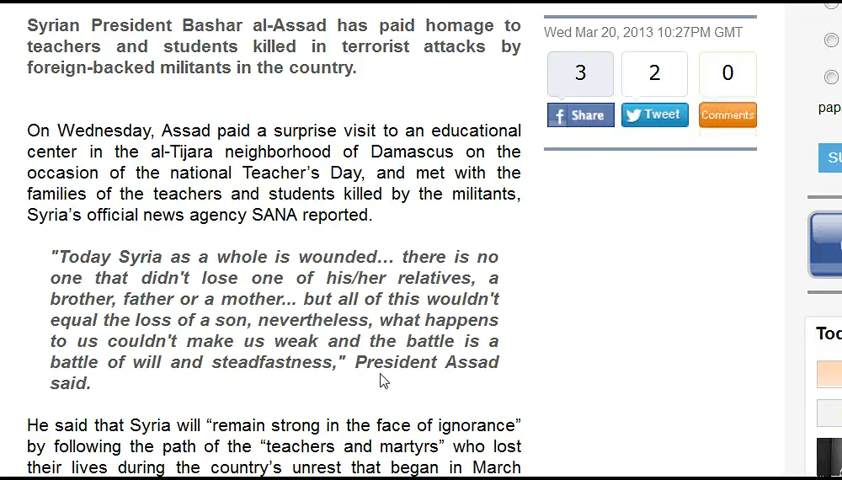 Syrian President Bashar al-Assad has paid homage to
teachers and students killed in terrorist attacks by
foreign-backed militants in the country.
On Wednesday, Assad paid a surprise visit to an educational
center in the al-Tijara neighborhood of Damascus on the
occasion of the national Teacher’s Day, and met with the
families of the teachers and students killed by the militants,
Syria’s official news agency SANA reported.
"Today Syria as a whole is wounded… there is no
one that didn't lose one of his/her relatives, a
brother, father or a mother... but all of this wouldn't
equal the loss of a son, nevertheless, what happens
to us couldn't make us weak and the battle is a
battle of will and steadfastness," President Assad
said.
He said that Syria will “remain strong in the face of ignorance”
by following the path of the “teachers and martyrs” who lost
their lives during the country’s unrest that began in March
Wed Mar 20, 2013 10:27PM GMT
3 2 0
f Share Tweet Comments
pap
SU
Too